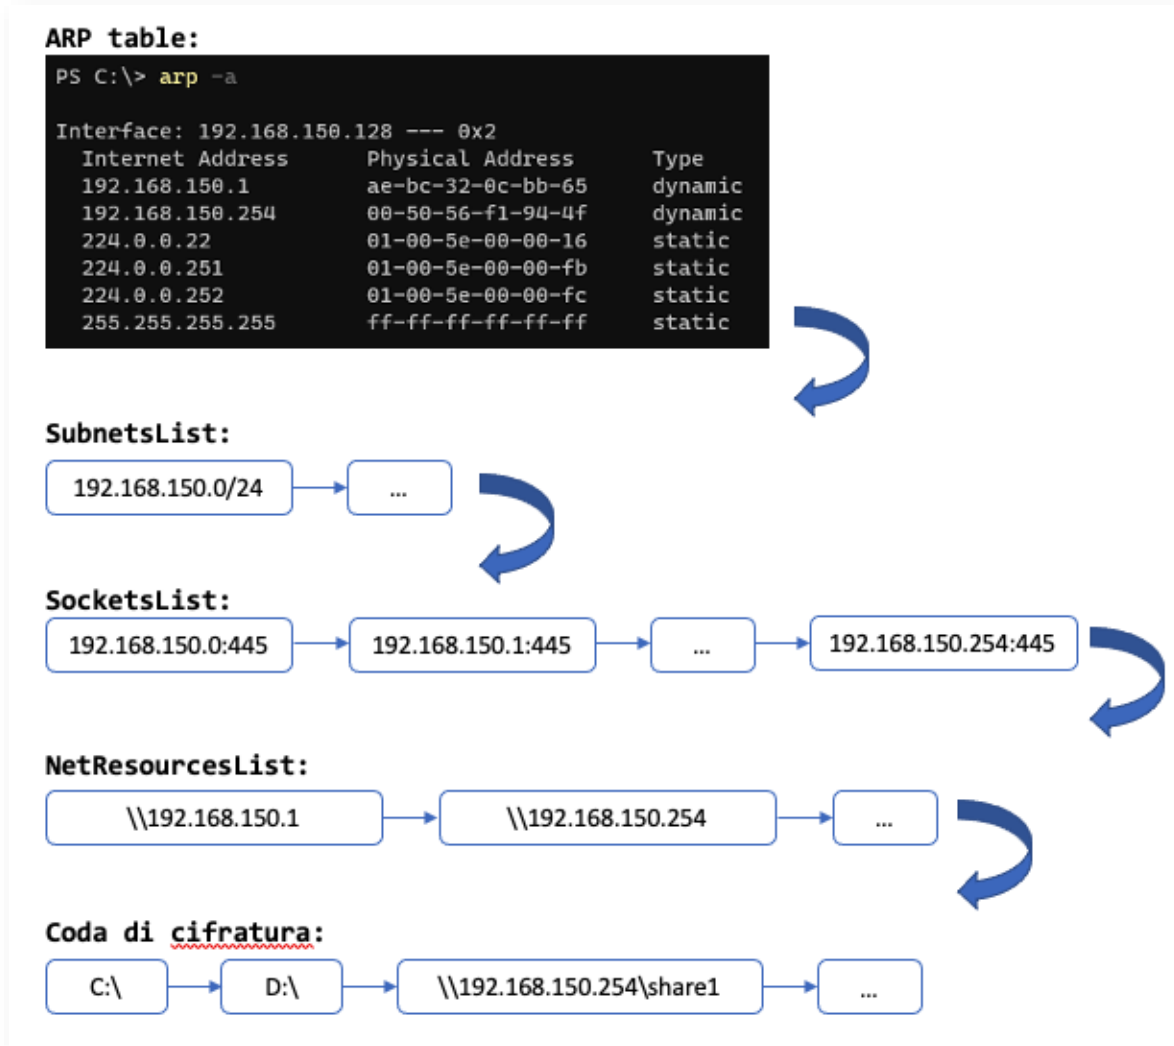 ARP table:
PS C:\> arp -a
Interface: 192.168.150.128 --- 0x2
Internet Address Physical Address Type
192.168.150.1 ae-bc-32-0c-bb-65 dynamic
192.168.150.254 00-50-56-f1-94-4f dynamic
224.0.0.22 01-00-5e-00-00-16 static
224.0.0.251 01-00-5e-00-00-fb static
224.0.0.252 01-00-5e-00-00-fc static
255.255.255.255 ff-ff-ff-ff-ff-ff static
SubnetsList:
192.168.150.0/24 ...
SocketsList:
192.168.150.0:445 192.168.150.1:445 ... 192.168.150.254:445
NetResourcesList:
\\192.168.150.1 \\192.168.150.254 ...
Coda di cifratura:
C:\ D:\ \\192.168.150.254\share1 ...